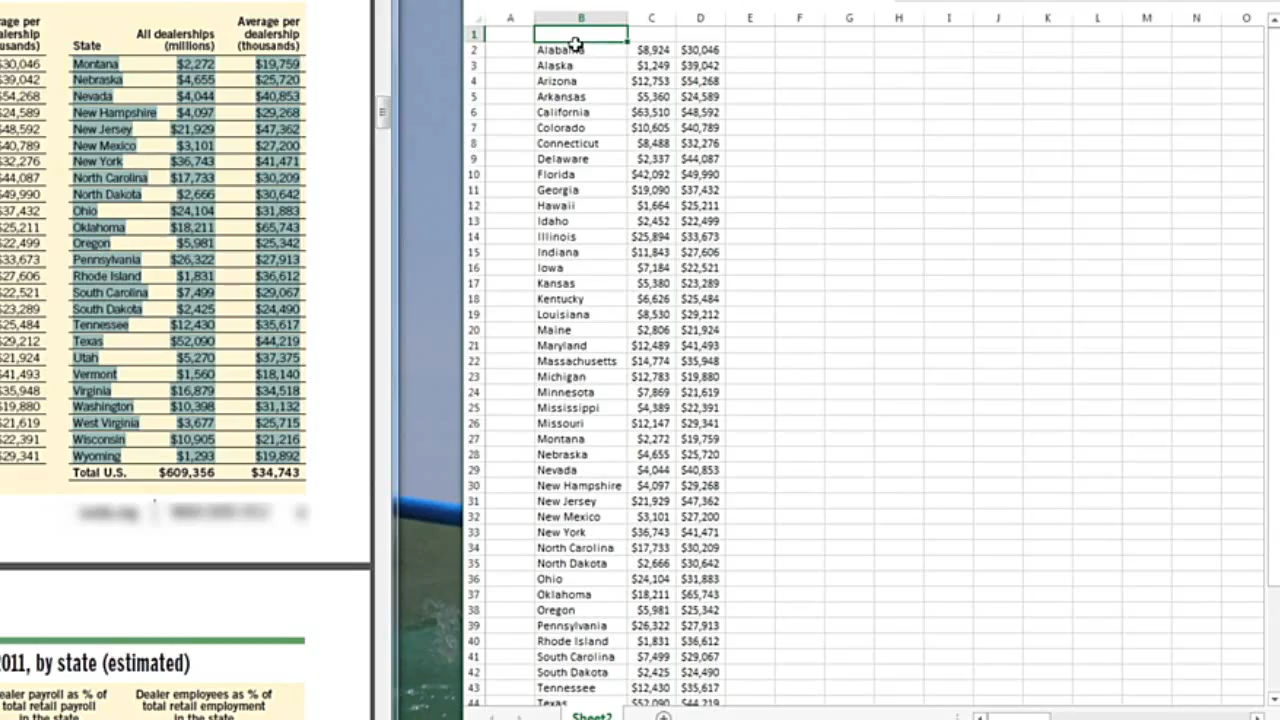 rage per
alership
usands)
State
All dealerships
(millions)
Average per
dealership
(thousands)
$30,046 Montana $2,272 $19,759
$39,042 Nebraska $4,655 $25,720
$54,268 Nevada $4,044 $40,853
$24,589 New Hampshire $4,097 $29,268
$48,592 New Jersey $21,929 $47,362
$40,789 New Mexico $3,101 $27,200
$32,276 New York $36,743 $41,471
$44,087 North Carolina $17,733 $30,209
$49,990 North Dakota $2,666 $30,642
$37,432 Ohio $24,104 $31,883
$25,211 Oklahoma $18,211 $65,743
$22,499 Oregon $5,981 $25,342
$33,673 Pennsylvania $26,322 $27,913
$27,606 Rhode Island $1,831 $36,612
$22,521 South Carolina $7,499 $29,067
$23,289 South Dakota $2,425 $24,490
$25,484 Tennessee $12,430 $35,617
$29,212 Texas $52,090 $44,219
$21,924 Utah $5,270 $37,375
$41,493 Vermont $1,560 $18,140
$35,948 Virginia $16,879 $34,518
$19,880 Washington $10,398 $31,132
$21,619 West Virginia $3,677 $25,715
$22,391 Wisconsin $10,905 $21,216
$29,341 Wyoming $1,293 $19,892
Total U.S. $609,356 $34,743
2011, by state (estimated)
ealer payroll as % of
total retail payroll
in the state
Dealer employees as % of
total retail employment
in the state
A B C D E F G H I J K L M N O
1
2 Alabama $8,924 $30,046
3 Alaska $1,249 $39,042
4 Arizona $12,753 $54,268
5 Arkansas $5,360 $24,589
6 California $63,510 $48,592
7 Colorado $10,605 $40,789
8 Connecticut $8,488 $32,276
9 Delaware $2,337 $44,087
10 Florida $42,092 $49,990
11 Georgia $19,090 $37,432
12 Hawaii $1,664 $25,211
13 Idaho $2,452 $22,499
14 Illinois $25,894 $33,673
15 Indiana $11,843 $27,606
16 Iowa $7,184 $22,521
17 Kansas $5,380 $23,289
18 Kentucky $6,626 $25,484
19 Louisiana $8,530 $29,212
20 Maine $2,806 $21,924
21 Maryland $12,489 $41,493
22 Massachusetts $14,774 $35,948
23 Michigan $12,783 $19,880
24 Minnesota $7,869 $21,619
25 Mississippi $4,389 $22,391
26 Missouri $12,147 $29,341
27 Montana $2,272 $19,759
28 Nebraska $4,655 $25,720
29 Nevada $4,044 $40,853
30 New Hampshire $4,097 $29,268
31 New Jersey $21,929 $47,362
32 New Mexico $3,101 $27,200
33 New York $36,743 $41,471
34 North Carolina $17,733 $30,209
35 North Dakota $2,666 $30,642
36 Ohio $24,104 $31,883
37 Oklahoma $18,211 $65,743
38 Oregon $5,981 $25,342
39 Pennsylvania $26,322 $27,913
40 Rhode Island $1,831 $36,612
41 South Carolina $7,499 $29,067
42 South Dakota $2,425 $24,490
43 Tennessee $12,430 $35,617
44 Texas $52,090 $44,219
Sheet2